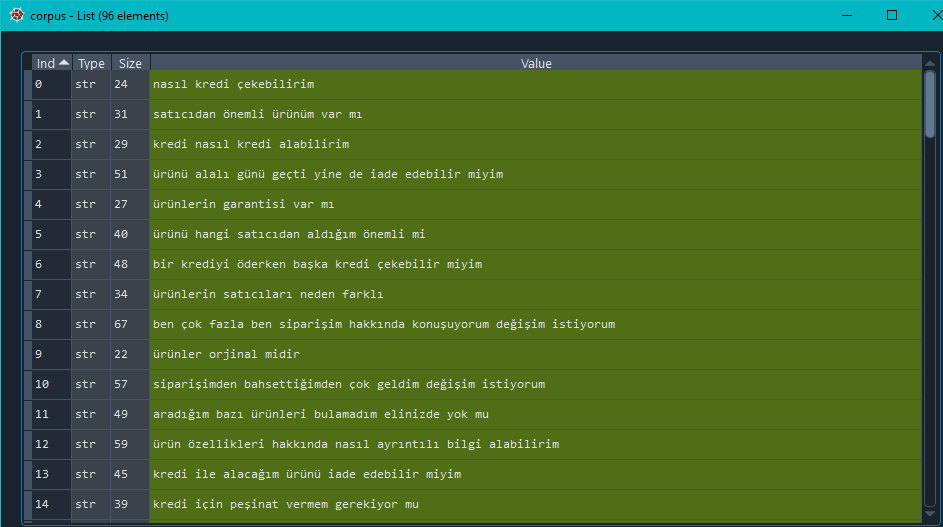 corpus - List (96 elements)
Ind Type Size Value
0 str 24 nasıl kredi çekebilirim
1 str 31 satıcıdan önemli ürünüm var mı
2 str 29 kredi nasıl kredi alabilirim
3 str 51 ürünü alalı günü geçti yine de iade edebilir miyim
4 str 27 ürünlerin garantisi var mı
5 str 40 ürünü hangi satıcıdan aldığım önemli mi
6 str 48 bir krediyi öderken başka kredi çekebilir miyim
7 str 34 ürünlerin satıcıları neden farklı
8 str 67 ben çok fazla ben siparişim hakkında konuşuyorum değişim istiyorum
9 str 22 ürünler orjinal midir
10 str 57 siparişimden bahsettiğimden çok geldim değişim istiyorum
11 str 49 aradığım bazı ürünleri bulamadım elinizde yok mu
12 str 59 ürün özellikleri hakkında nasıl ayrıntılı bilgi alabilirim
13 str 45 kredi ile alacağım ürünü iade edebilir miyim
14 str 39 kredi için peşinat vermem gerekiyor mu